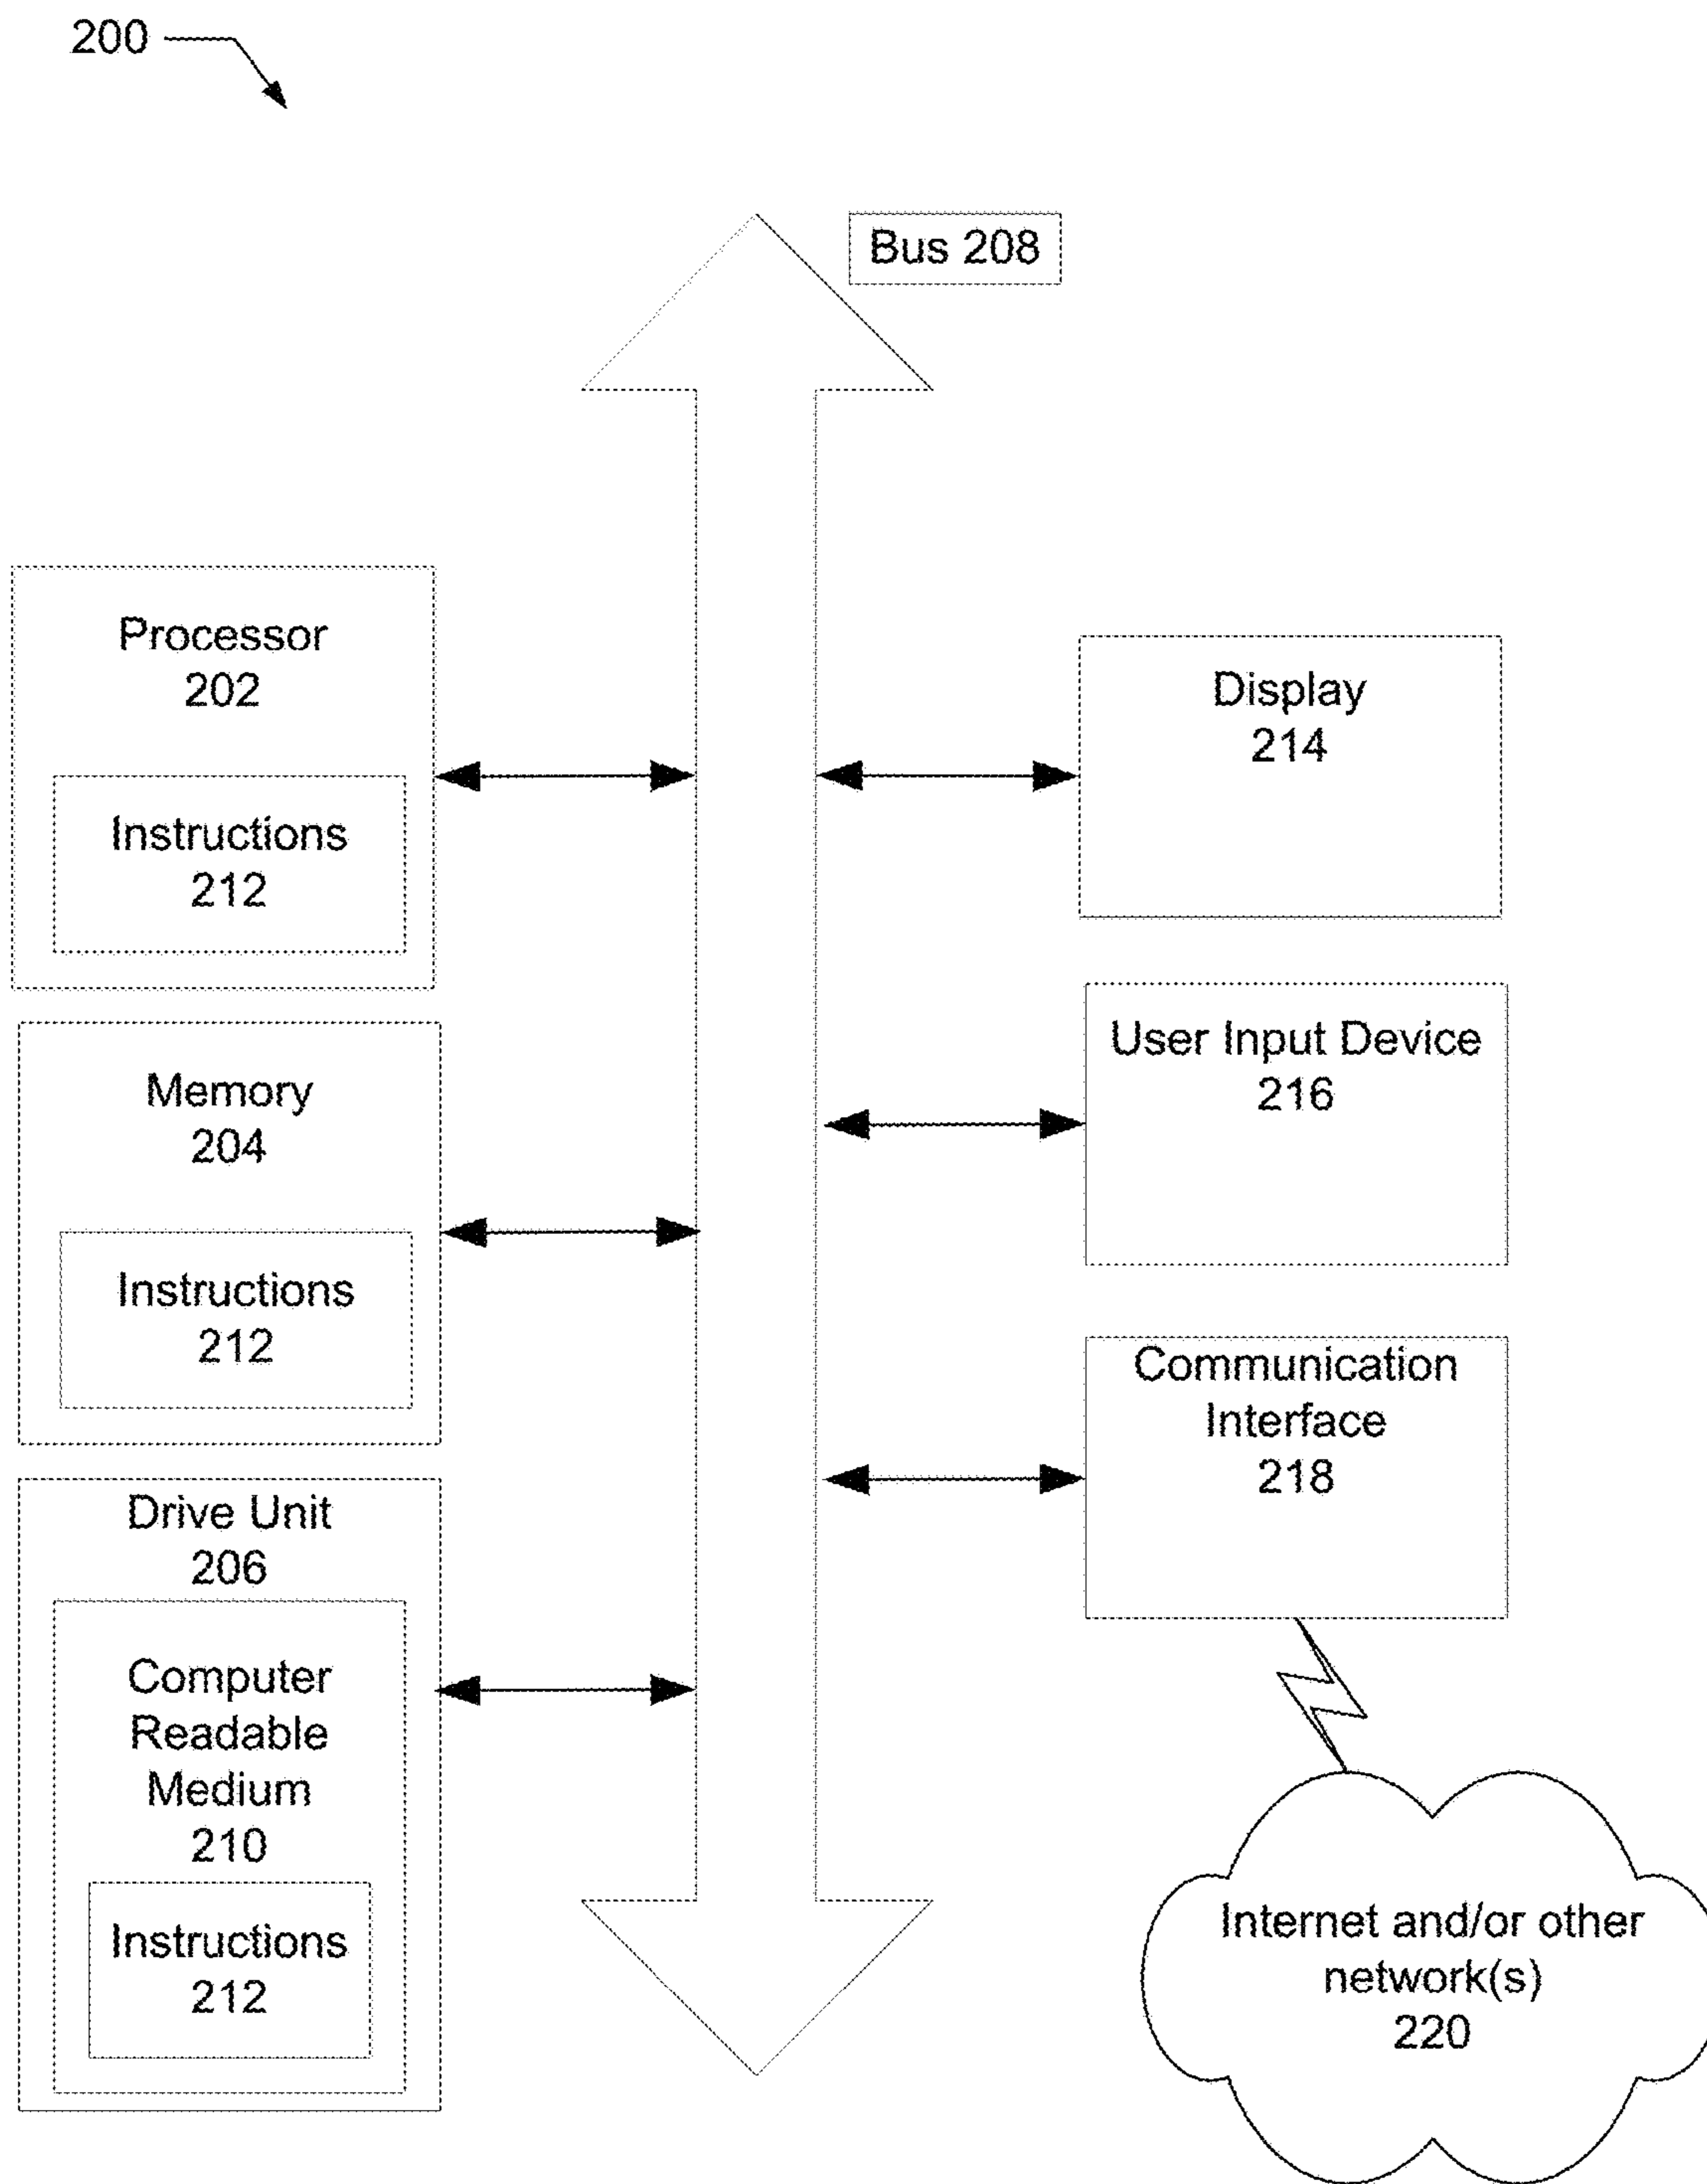 200
Bus 208
Processor
202
Instructions
212
Memory
204
Instructions
212
Drive Unit
206
Computer
Readable
Medium
210
Instructions
212
Display
214
User Input Device
216
Communication
Interface
218
Internet and/or other
network(s)
220